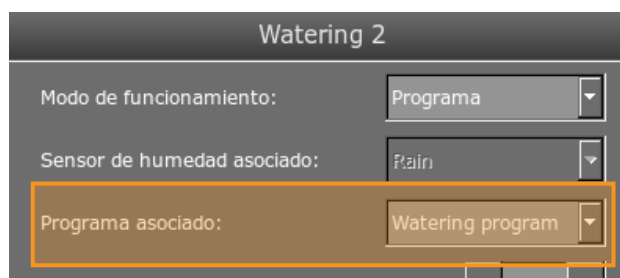 Watering 2
Modo de funcionamiento: Programa
Sensor de humedad asociado: Rain
Programa asociado: Watering program